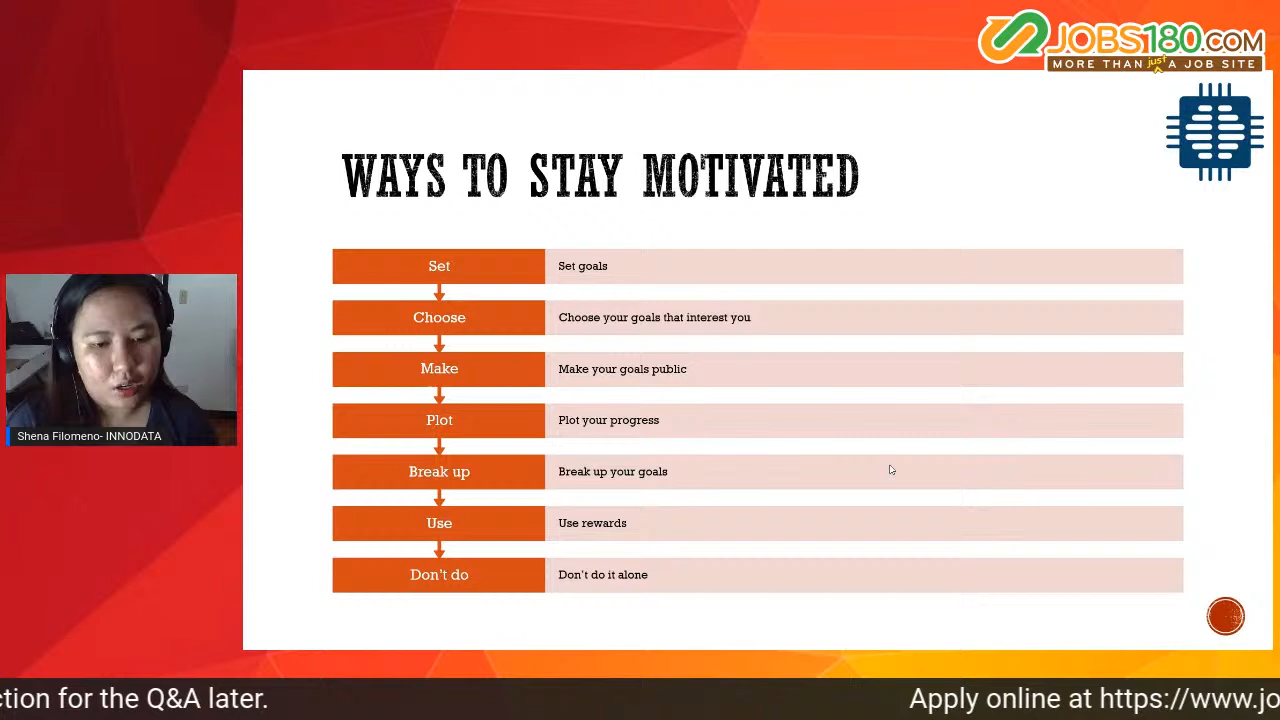 JOBS180.COM
MORE THAN just A JOB SITE
WAYS TO STAY MOTIVATED
Set
Set goals
Choose
Choose your goals that interest you
Make
Make your goals public
Plot
Plot your progress
Break up
Break up your goals
Use
Use rewards
Don't do
Don't do it alone
Shena Filomeno- INNODATA
ction for the Q&A later.
Apply online at https://www.jo